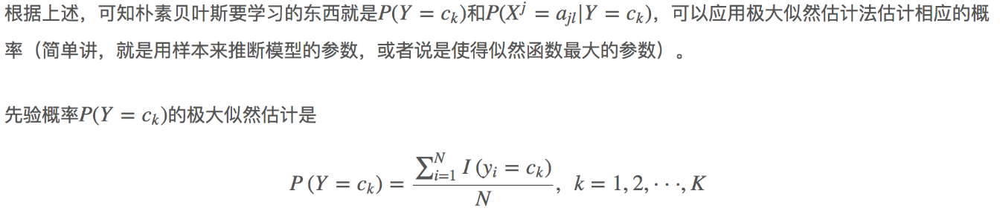 根据上述，可知朴素贝叶斯要学习的东西就是P(Y = c_k)和P(X^j = a_{jl}|Y = c_k)，可以应用极大似然估计法估计相应的概
率（简单讲，就是用样本来推断模型的参数，或者说是使得似然函数最大的参数）。
先验概率P(Y = c_k)的极大似然估计是
P (Y = c_k) = \frac{\sum_{i=1}^{N} I (y_i = c_k)}{N}, k = 1, 2, · · ·, K